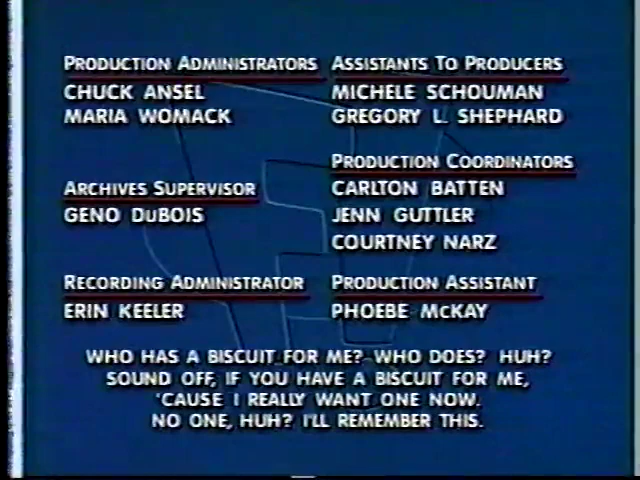 PRODUCTION ADMINISTRATORS
CHUCK ANSEL
MARIA WOMACK
ARCHIVES SUPERVISOR
GENO DuBOIS
RECORDING ADMINISTRATOR
ERIN KEELER
ASSISTANTS TO PRODUCERS
MICHELE SCHOUMAN
GREGORY L. SHEPHARD
PRODUCTION COORDINATORS
CARLTON BATTEN
JENN GUTTLER
COURTNEY NARZ
PRODUCTION ASSISTANT
PHOEBE McKAY
WHO HAS A BISCUIT FOR ME? WHO DOES? HUH?
SOUND OFF, IF YOU HAVE A BISCUIT FOR ME,
'CAUSE I REALLY WANT ONE NOW.
NO ONE, HUH? I'LL REMEMBER THIS.